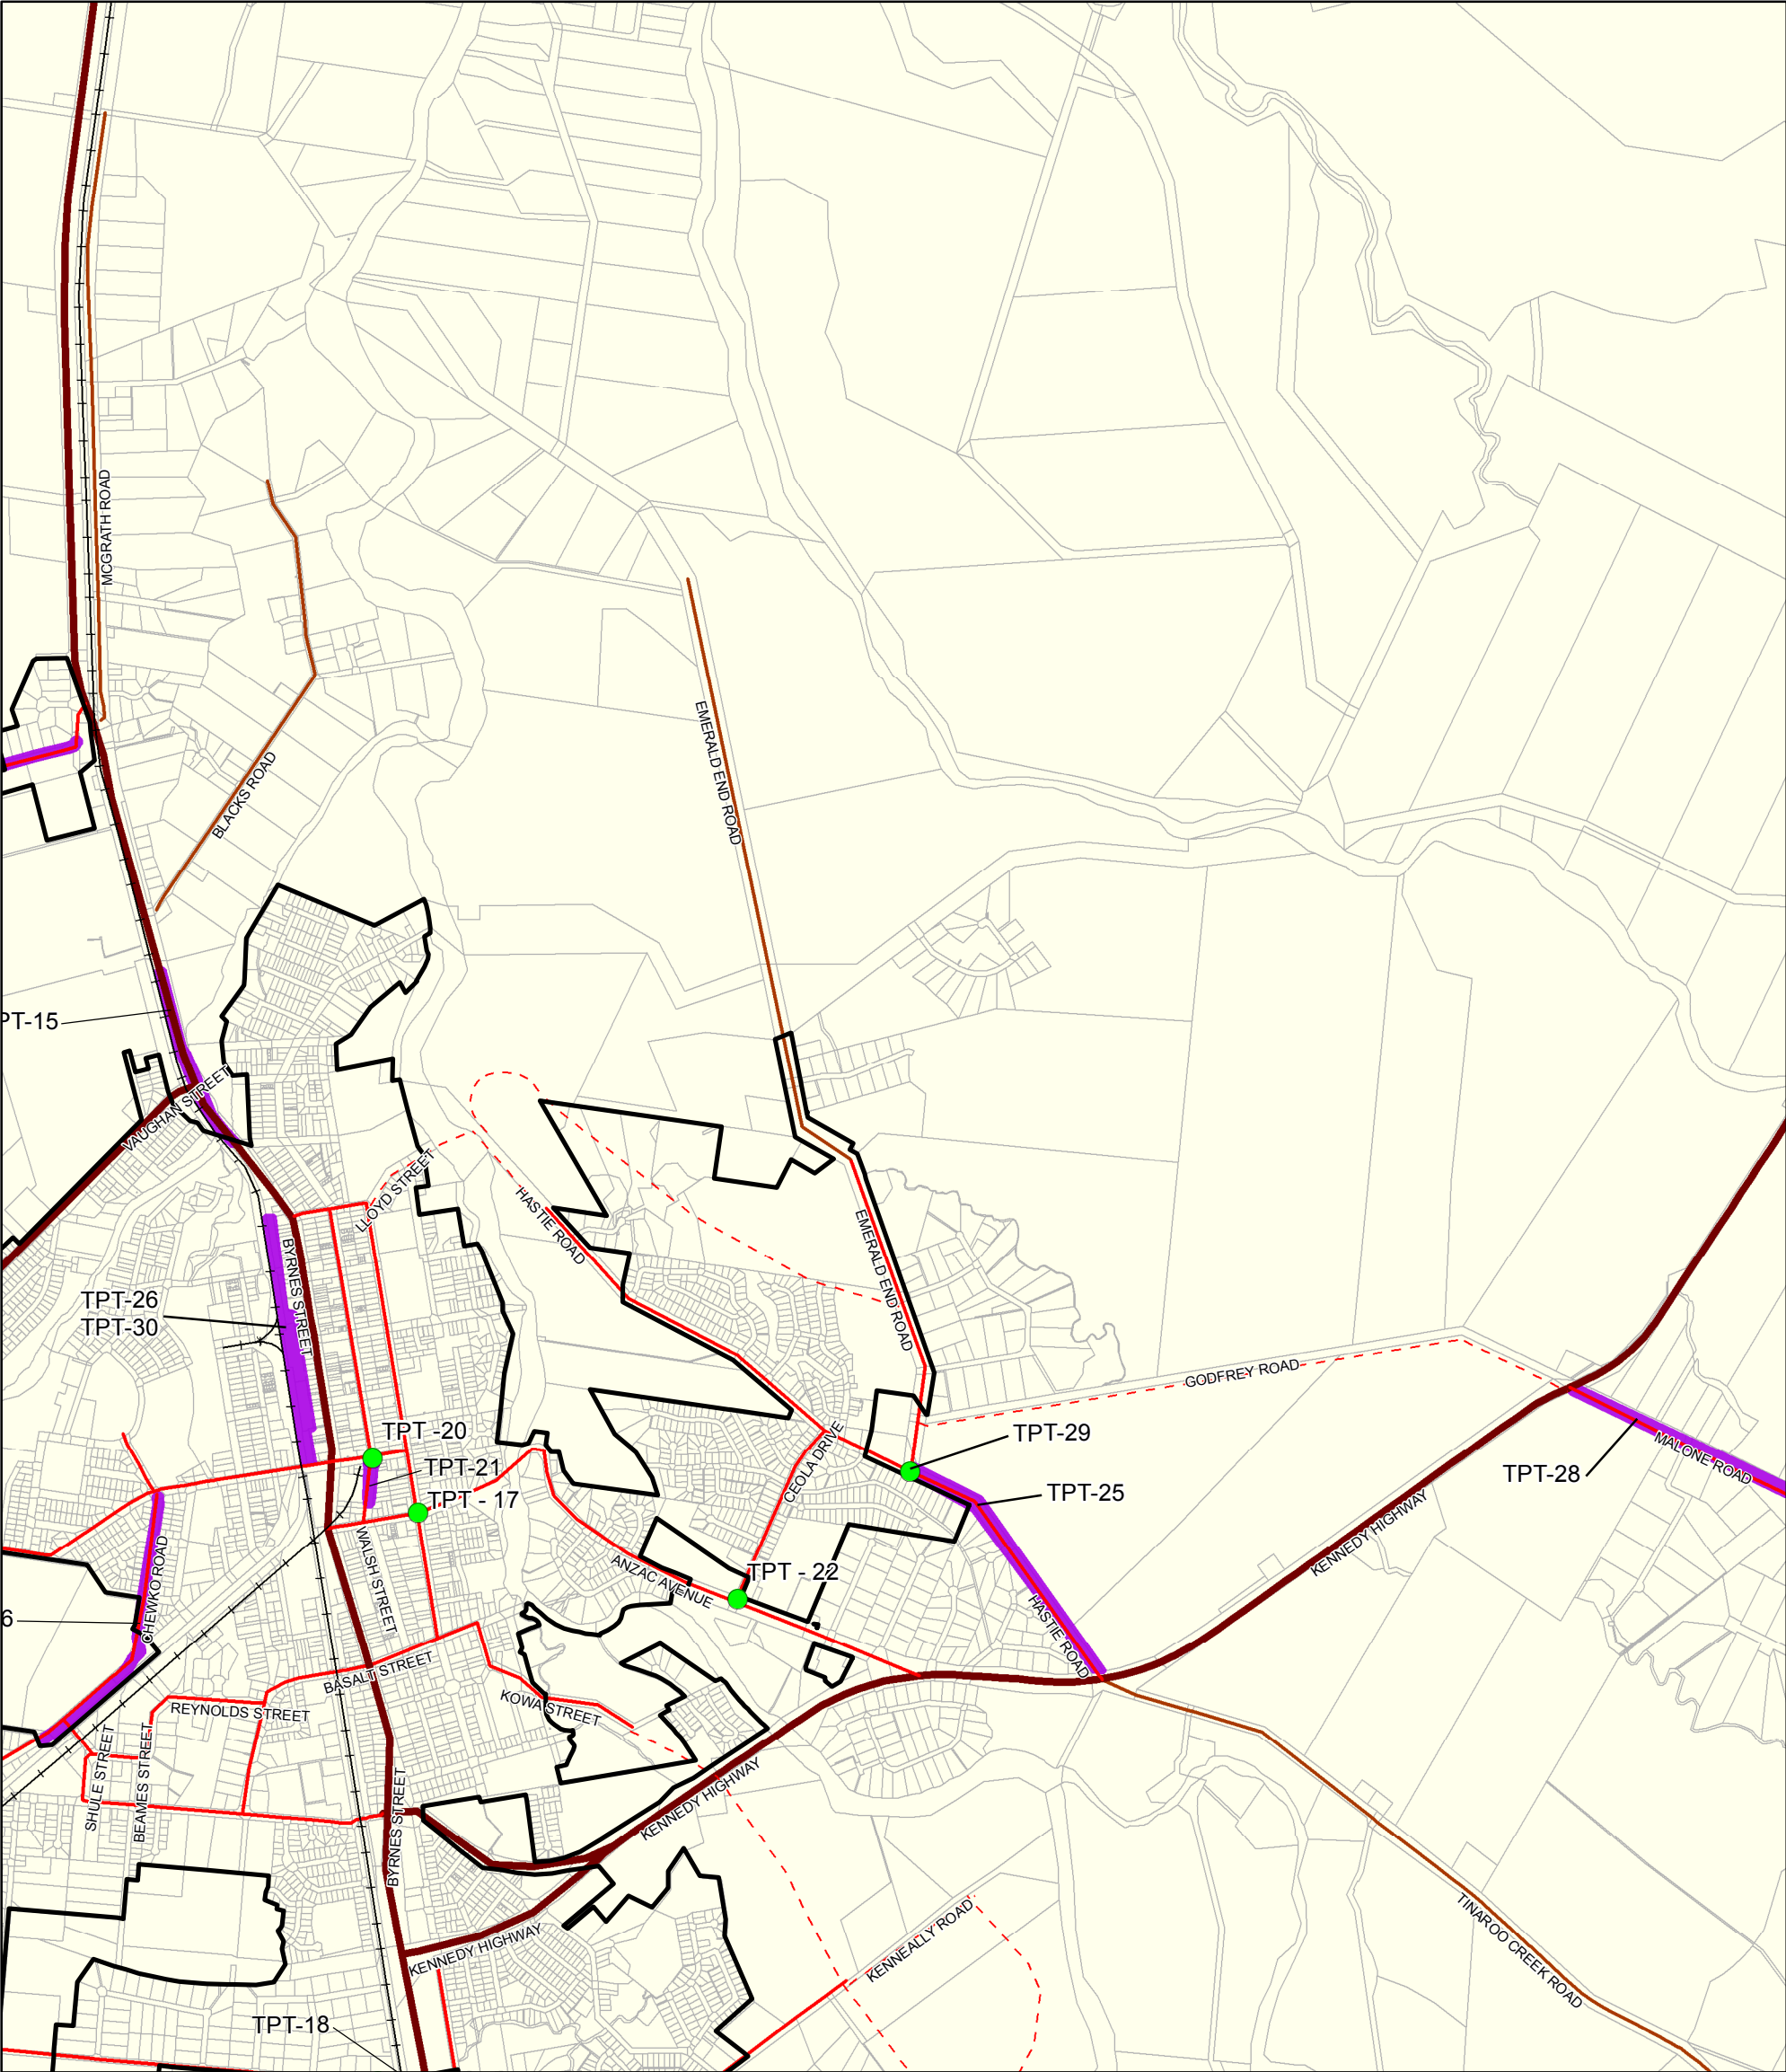 MCGRATH ROAD
BLACKS ROAD
EMERALD END ROAD
PT-15
VAUGHAN STREET
LLOYD STREET
HASTIE ROAD
EMERALD END ROAD
BYRNES STREET
TPT-26
TPT-30
GODFREY ROAD
TPT -20
TPT-29
CEOLA DRIVE
MALONE ROAD
TPT-21
TPT-28
TPT-25
TPT - 17
KENNEDY HIGHWAY
WALSH STREET
ANZAC AVENUE
TPT - 22
CHEWKO ROAD
6
HASTIE ROAD
BASALT STREET
REYNOLDS STREET
KOWA STREET
SHULE STREET
BEAMES STREET
BYRNES STREET
KENNEDY HIGHWAY
KENNEALLY ROAD
TINAROO CREEK ROAD
KENNEDY HIGHWAY
TPT-18